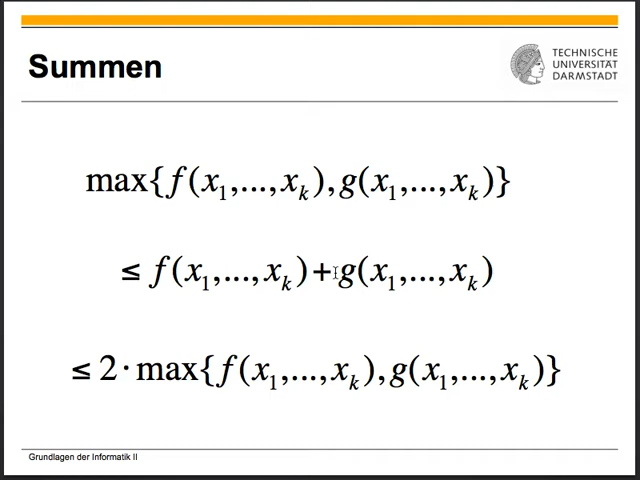 Summen
TECHNISCHE
UNIVERSITÄT
DARMSTADT
max{f(x₁,...,xₖ),g(x₁,...,xₖ)}
≤ f(x₁,...,xₖ)+g(x₁,...,xₖ)
≤ 2·max{f(x₁,...,xₖ),g(x₁,...,xₖ)}
Grundlagen der Informatik II